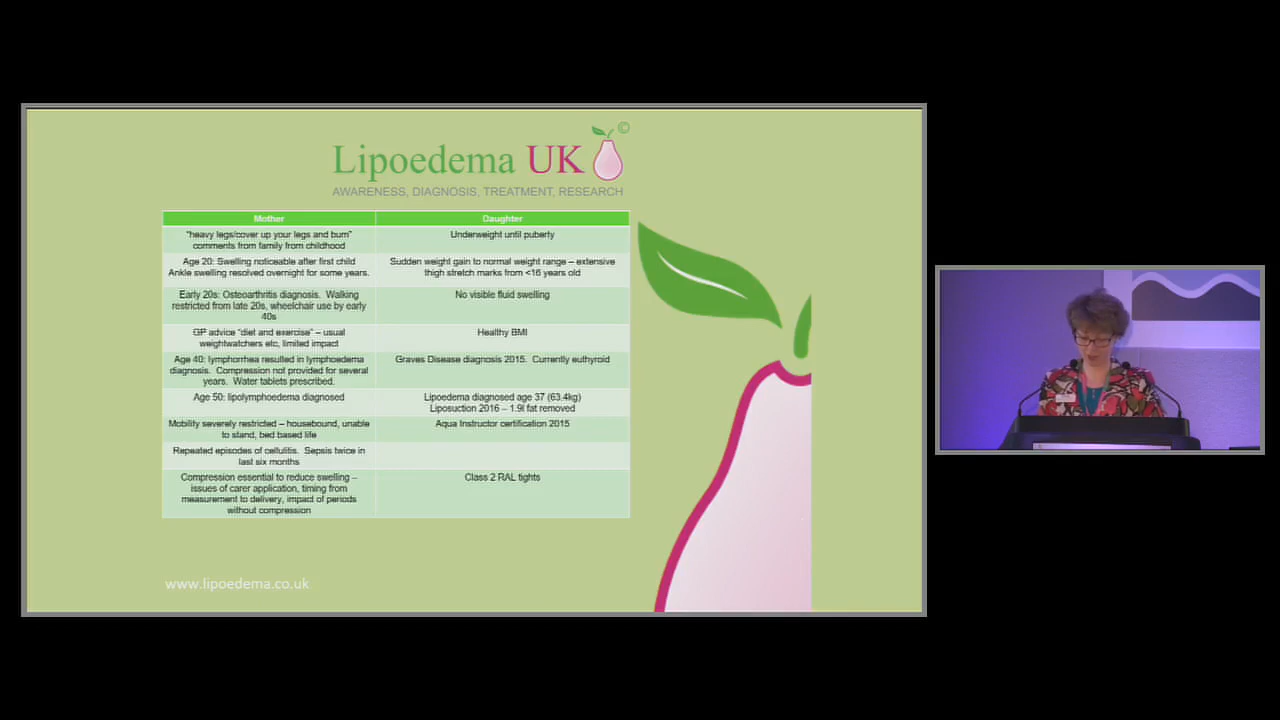 Lipoedema UK ©
AWARENESS, DIAGNOSIS, TREATMENT, RESEARCH
Mother
Daughter
"heavy legs/cover up your legs and bum"
comments from family from childhood
Underweight until puberty
Age 20: Swelling noticeable after first child
Ankle swelling resolved overnight for some years.
Sudden weight gain to normal weight range – extensive
thigh stretch marks from <16 years old
Early 20s: Osteoarthritis diagnosis. Walking
restricted from late 20s, wheelchair use by early
40s
No visible fluid swelling
GP advice "diet and exercise" – usual
weightwatchers etc, limited impact
Healthy BMI
Age 40: lymphorrhea resulted in lymphoedema
diagnosis. Compression not provided for several
years. Water tablets prescribed.
Graves Disease diagnosis 2015. Currently euthyroid
Age 50: lipolymphoedema diagnosed
Lipoedema diagnosed age 37 (63.4kg)
Liposuction 2016 – 1.9l fat removed
Mobility severely restricted – housebound, unable
to stand, bed based life
Aqua Instructor certification 2015
Repeated episodes of cellulitis. Sepsis twice in
last six months
Compression essential to reduce swelling –
issues of carer application, timing from
measurement to delivery, impact of periods
without compression
Class 2 RAL tights
www.lipoedema.co.uk